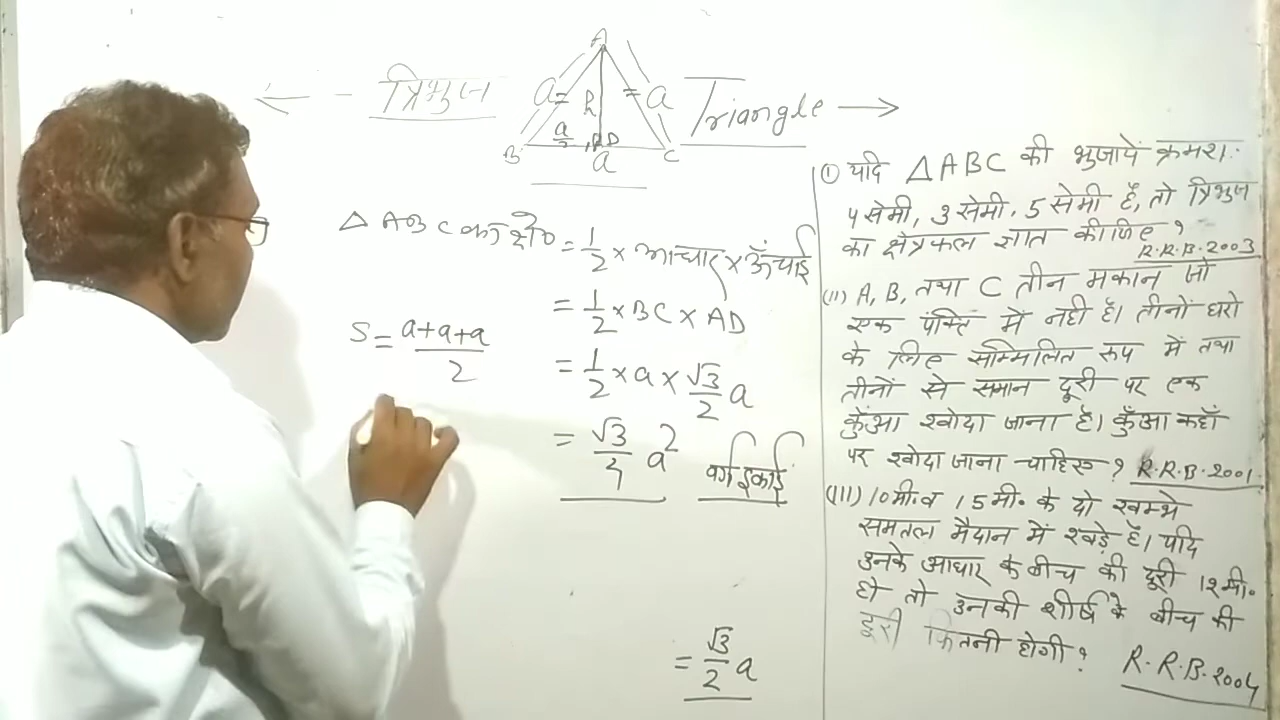 ← - त्रिभुज
Triangle →
A
a = R = a
a/2
B D C
a
△ ABC का क्षे० = 1/2 × आधार × ऊँचाई
= 1/2 × BC × AD
= 1/2 × a × √3/2 a
= √3/4 a² वर्ग इकाई
S = a+a+a/2
= √3/2 a
① यदि △ABC की भुजायें क्रमशः
4 सेमी, 3 सेमी, 5 सेमी हैं, तो त्रिभुज
का क्षेत्रफल ज्ञात कीजिए ?
R.R.B.2003
(II) A, B, तथा C तीन मकान जो
एक पंक्ति में नही है। तीनों घरो
के लिए सम्मिलित रूप में तथा
तीनों से समान दूरी पर एक
कुँआ खोदा जाना है। कुँआ कहाँ
पर खोदा जाना चाहिए ? R.R.B.2001.
(III) 10 मी. व 15 मी. के दो खम्भे
समतल मैदान में खड़े है। यदि
उनके आधार के बीच की दूरी 12 मी.
हो तो उनकी शीर्ष के बीच की
दूरी कितनी होगी ?
R.R.B.2004